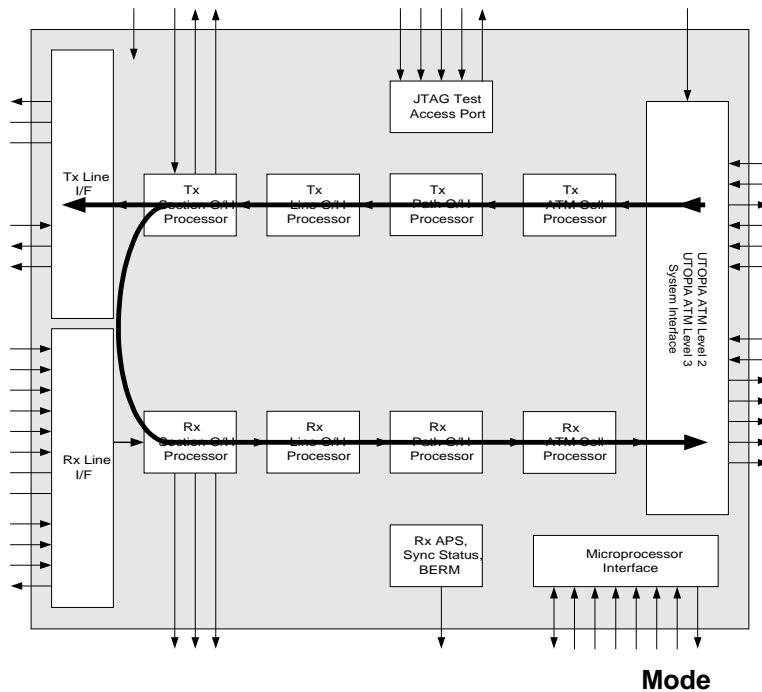 JTAG Test
Access Port
Tx Line
I/F
Tx
Section O/H
Processor
Tx
Line O/H
Processor
Tx
Path O/H
Processor
Tx
ATM Cell
Processor
UTOPIA ATM Level 2
UTOPIA ATM Level 3
System Interface
Rx Line
I/F
Rx
Section O/H
Processor
Rx
Line O/H
Processor
Rx
Path O/H
Processor
Rx
ATM Cell
Processor
Rx APS,
Sync Status,
BERM
Microprocessor
Interface
Mode